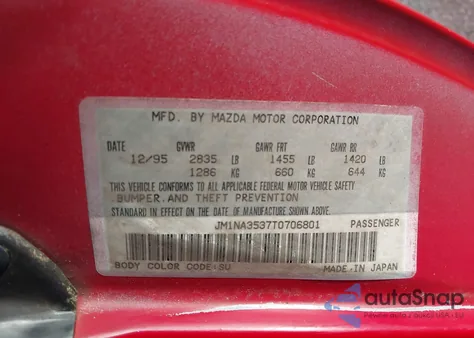 MFD. BY MAZDA MOTOR CORPORATION
DATE GVWR GAWR FRT GAWR RR
12/95 2835 LB 1455 LB 1420 LB
1286 KG 660 KG 644 KG
THIS VEHICLE CONFORMS TO ALL APPLICABLE FEDERAL MOTOR VEHICLE SAFETY
.BUMPER.AND THEFT PREVENTION
STANDARD IN EFFECT ON THE DATE OF MANUFACTURE SHOWN ABOVE.
JM1NA3537T0706801 PASSENGER
BODY COLOR CODE:SU MADE IN JAPAN
autoSnap